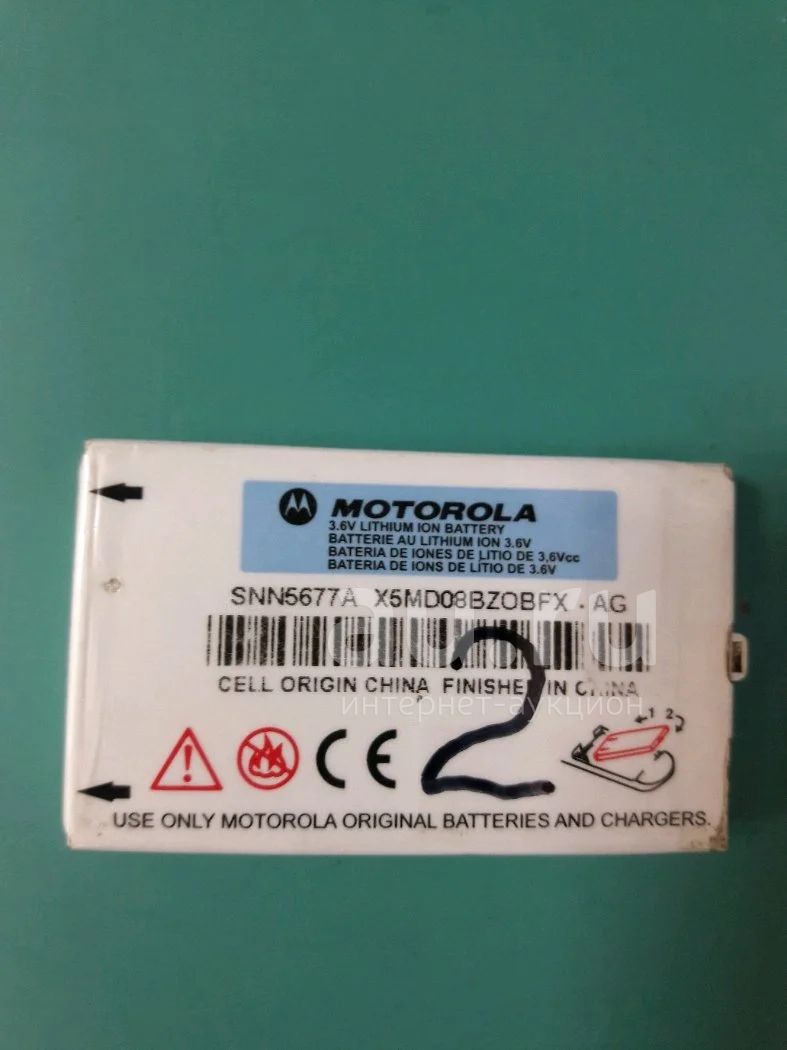 MOTOROLA
3.6V LITHIUM ION BATTERY
BATTERIE AU LITHIUM ION 3.6V
BATERIA DE IONES DE LITIO DE 3,6Vcc
BATERIA DE IONS DE LÍTIO DE 3.6V
SNN5677A X5MD08BZOBFX - AG
CELL ORIGIN CHINA FINISHED IN CHINA
интернет-аукцион
1 2
CE
2
USE ONLY MOTOROLA ORIGINAL BATTERIES AND CHARGERS.